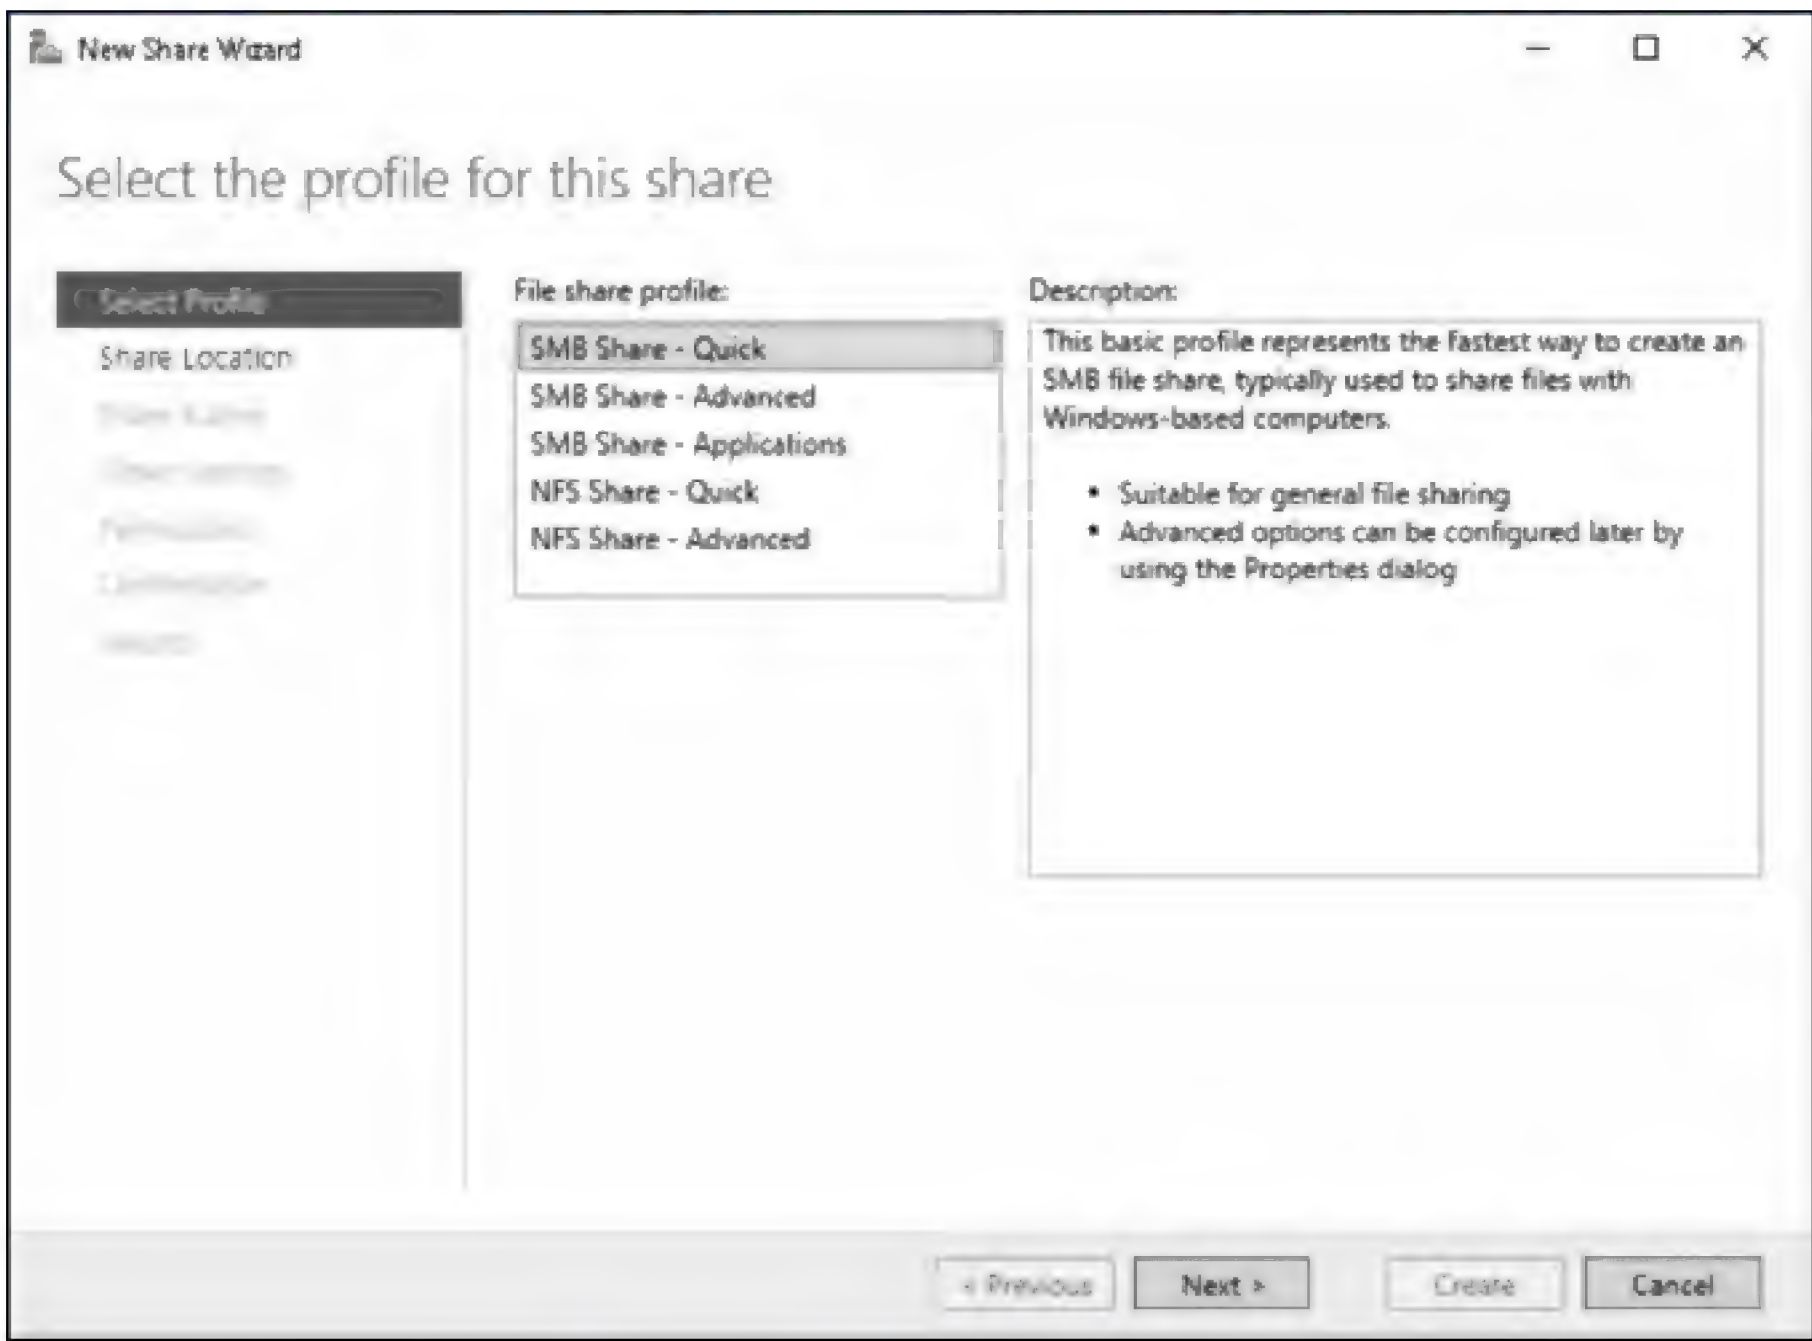 New Share Wizard
Select the profile for this share
Select Profile
Share Location
File share profile:
SMB Share - Quick
SMB Share - Advanced
SMB Share - Applications
NFS Share - Quick
NFS Share - Advanced
Description:
This basic profile represents the fastest way to create an
SMB file share, typically used to share files with
Windows-based computers.
• Suitable for general file sharing
• Advanced options can be configured later by
using the Properties dialog
< Previous
Next >
Create
Cancel